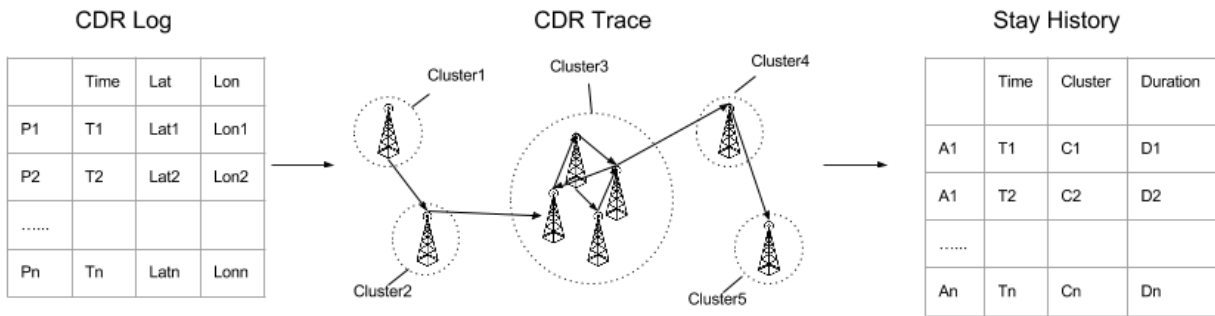 CDR Log
Time Lat Lon
P1 T1 Lat1 Lon1
P2 T2 Lat2 Lon2
......
Pn Tn Latn Lonn
CDR Trace
Cluster1
Cluster3
Cluster4
Cluster2
Cluster5
Stay History
Time Cluster Duration
A1 T1 C1 D1
A1 T2 C2 D2
......
An Tn Cn Dn